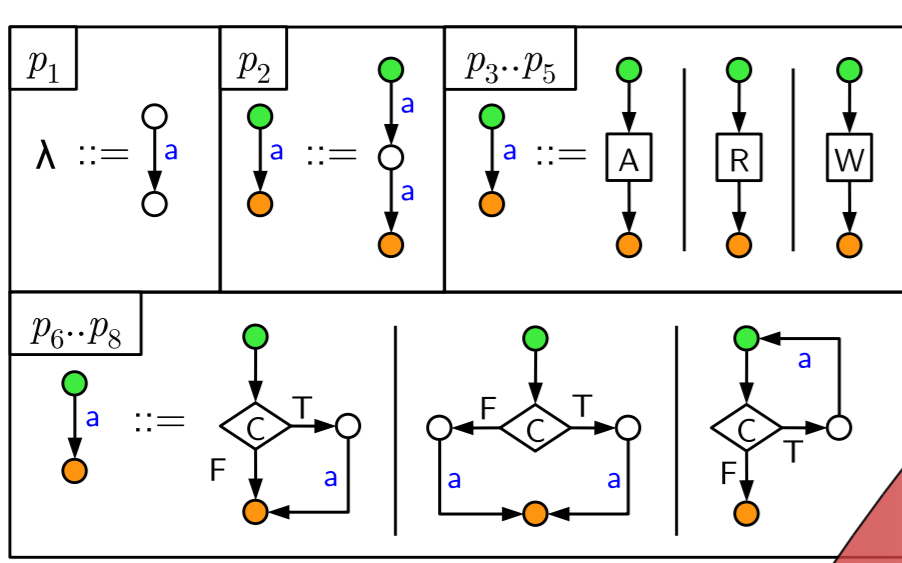 p1 p2 p3..p5
λ ::= a
a ::= a a
a ::= A R W
p6..p8
a ::= C T F a
F C T a a
C T F a